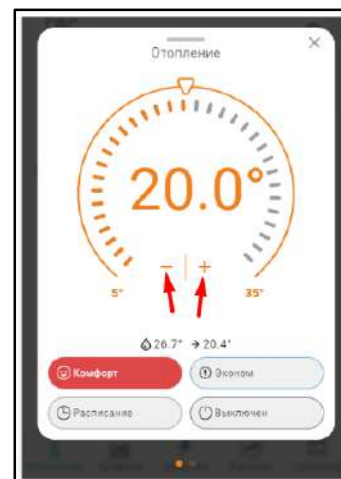 Отопление
20.0°
− | +
5° 35°
26.7° → 20.4°
Комфорт Эконом
Расписание Выключен